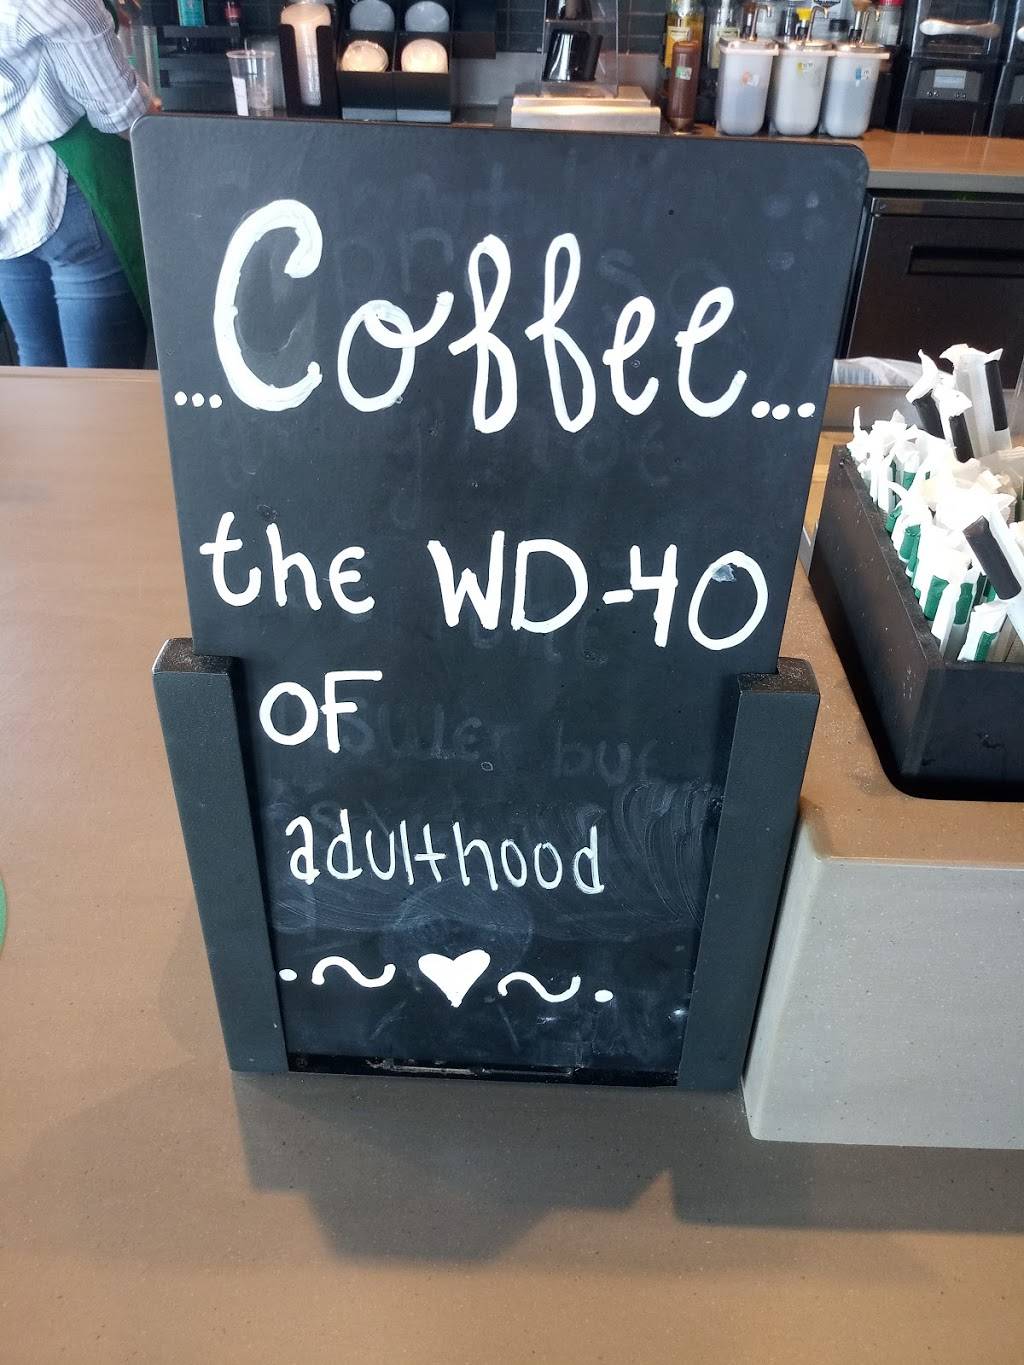 ...Coffee...
the WD-40
OF
adulthood